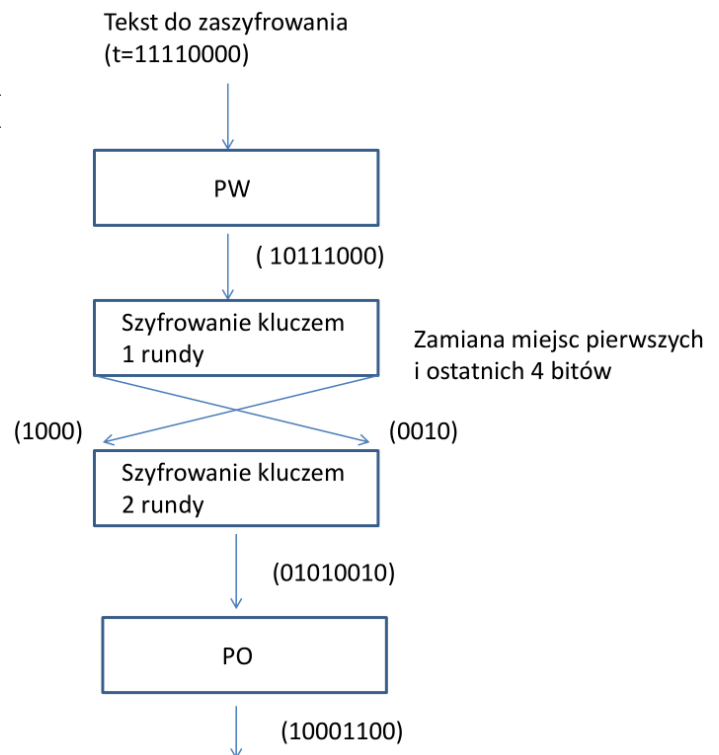 Tekst do zaszyfrowania
(t=11110000)
PW
( 10111000)
Szyfrowanie kluczem
1 rundy
Zamiana miejsc pierwszych
i ostatnich 4 bitów
(1000)
(0010)
Szyfrowanie kluczem
2 rundy
(01010010)
PO
(10001100)